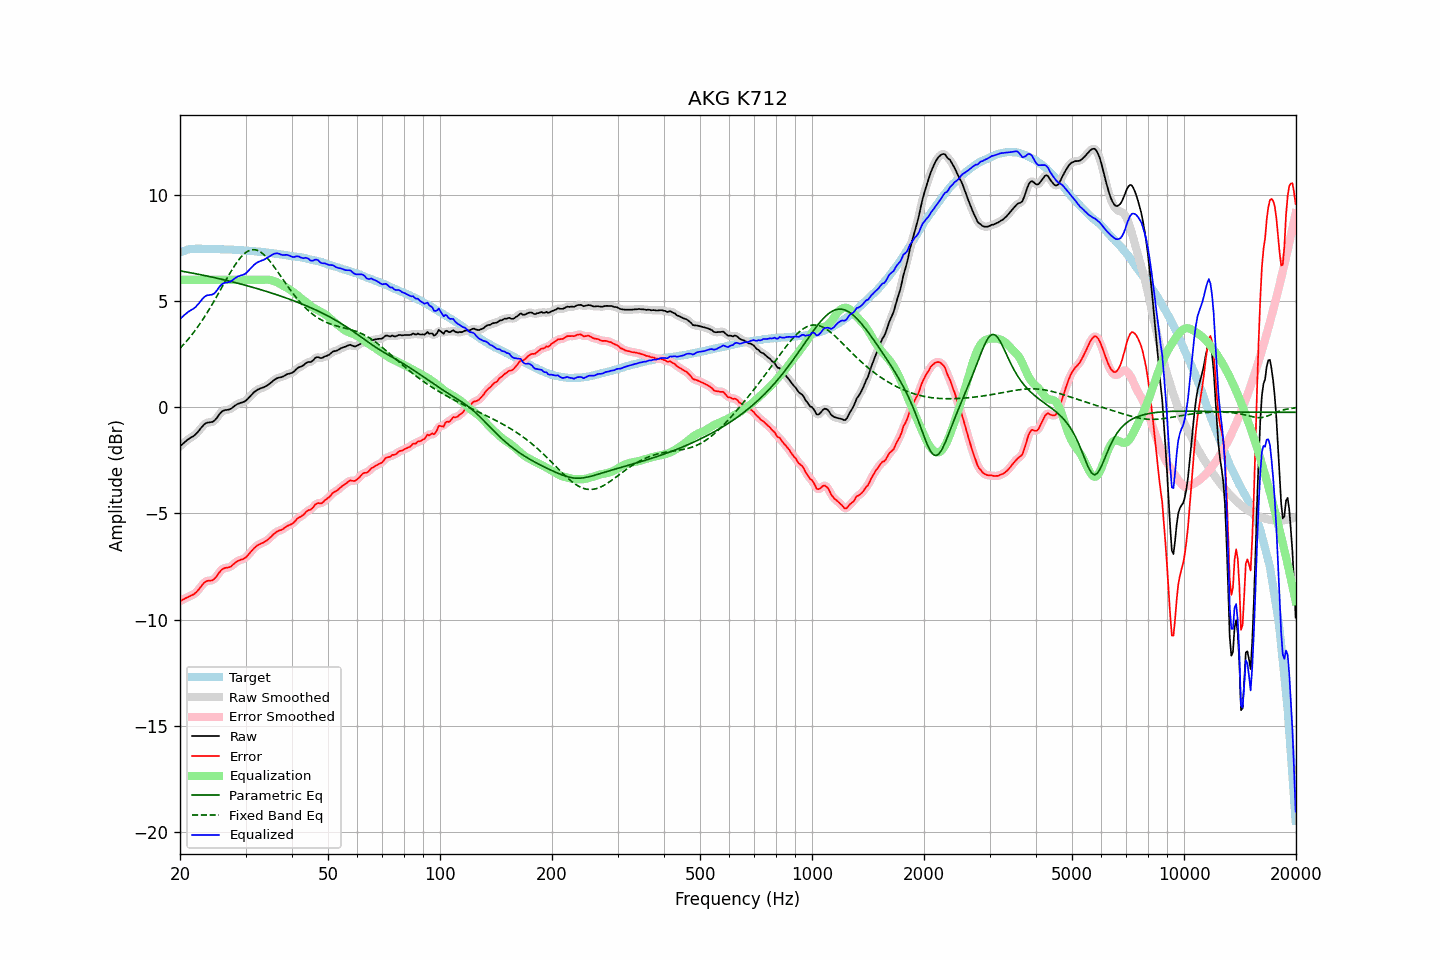 AKG K712
Amplitude (dBr)
10
5
0
−5
−10
−15
−20
Target
Raw Smoothed
Error Smoothed
Raw
Error
Equalization
Parametric Eq
Fixed Band Eq
Equalized
20 50 100 200 500 1000 2000 5000 10000 20000
Frequency (Hz)